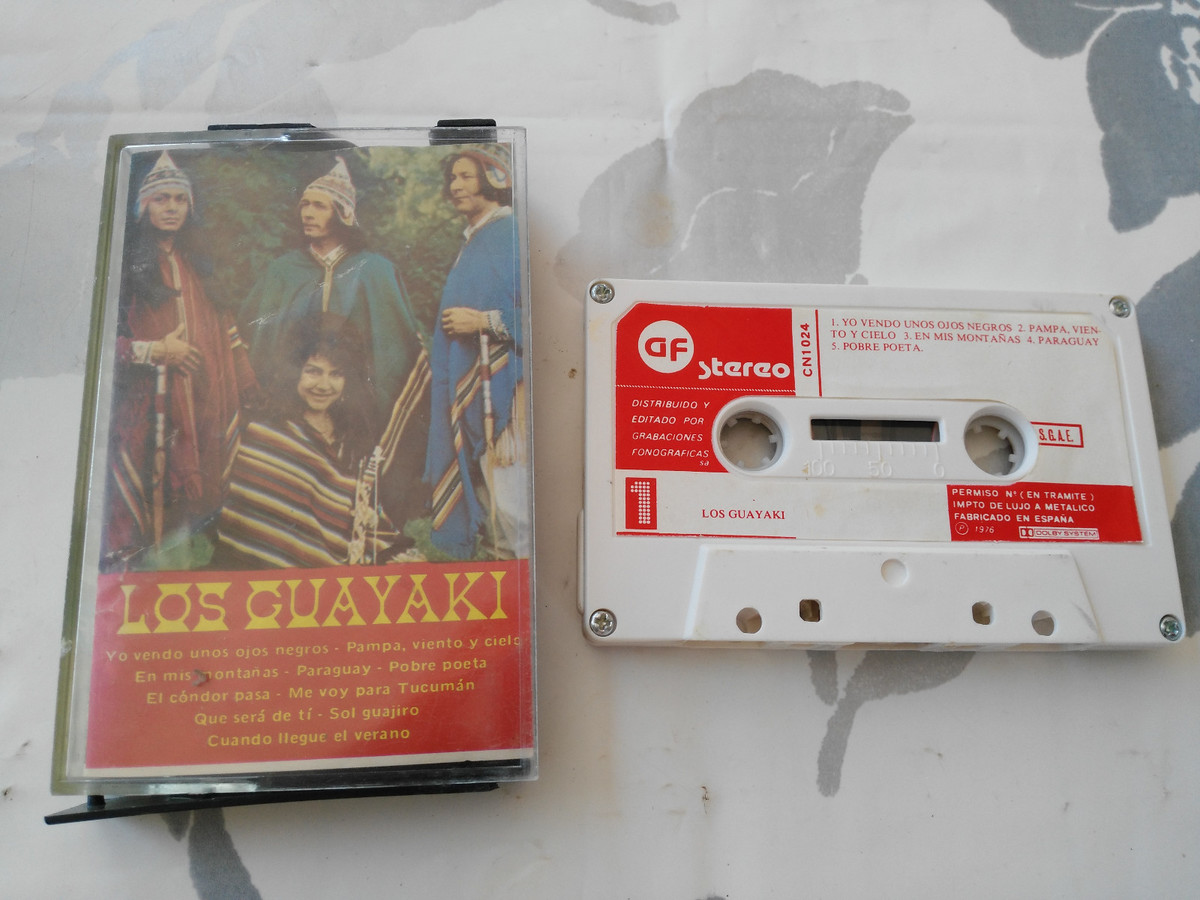 LOS GUAYAKI
Yo vendo unos ojos negros - Pampa, viento y cielo
En mis montañas - Paraguay - Pobre poeta
El cóndor pasa - Me voy para Tucumán
Que será de tí - Sol guajiro
Cuando llegue el verano
GF stereo
CN1024
1. YO VENDO UNOS OJOS NEGROS 2. PAMPA, VIEN-
TO Y CIELO 3. EN MIS MONTAÑAS 4. PARAGUAY
5. POBRE POETA.
DISTRIBUIDO Y
EDITADO POR
GRABACIONES
FONOGRAFICAS
sa
100 50 0
S.G.A.E.
1
LOS GUAYAKI
PERMISO Nº (EN TRAMITE)
IMPTO DE LUJO A METALICO
FABRICADO EN ESPAÑA
Ⓟ 1976 DOLBY SYSTEM